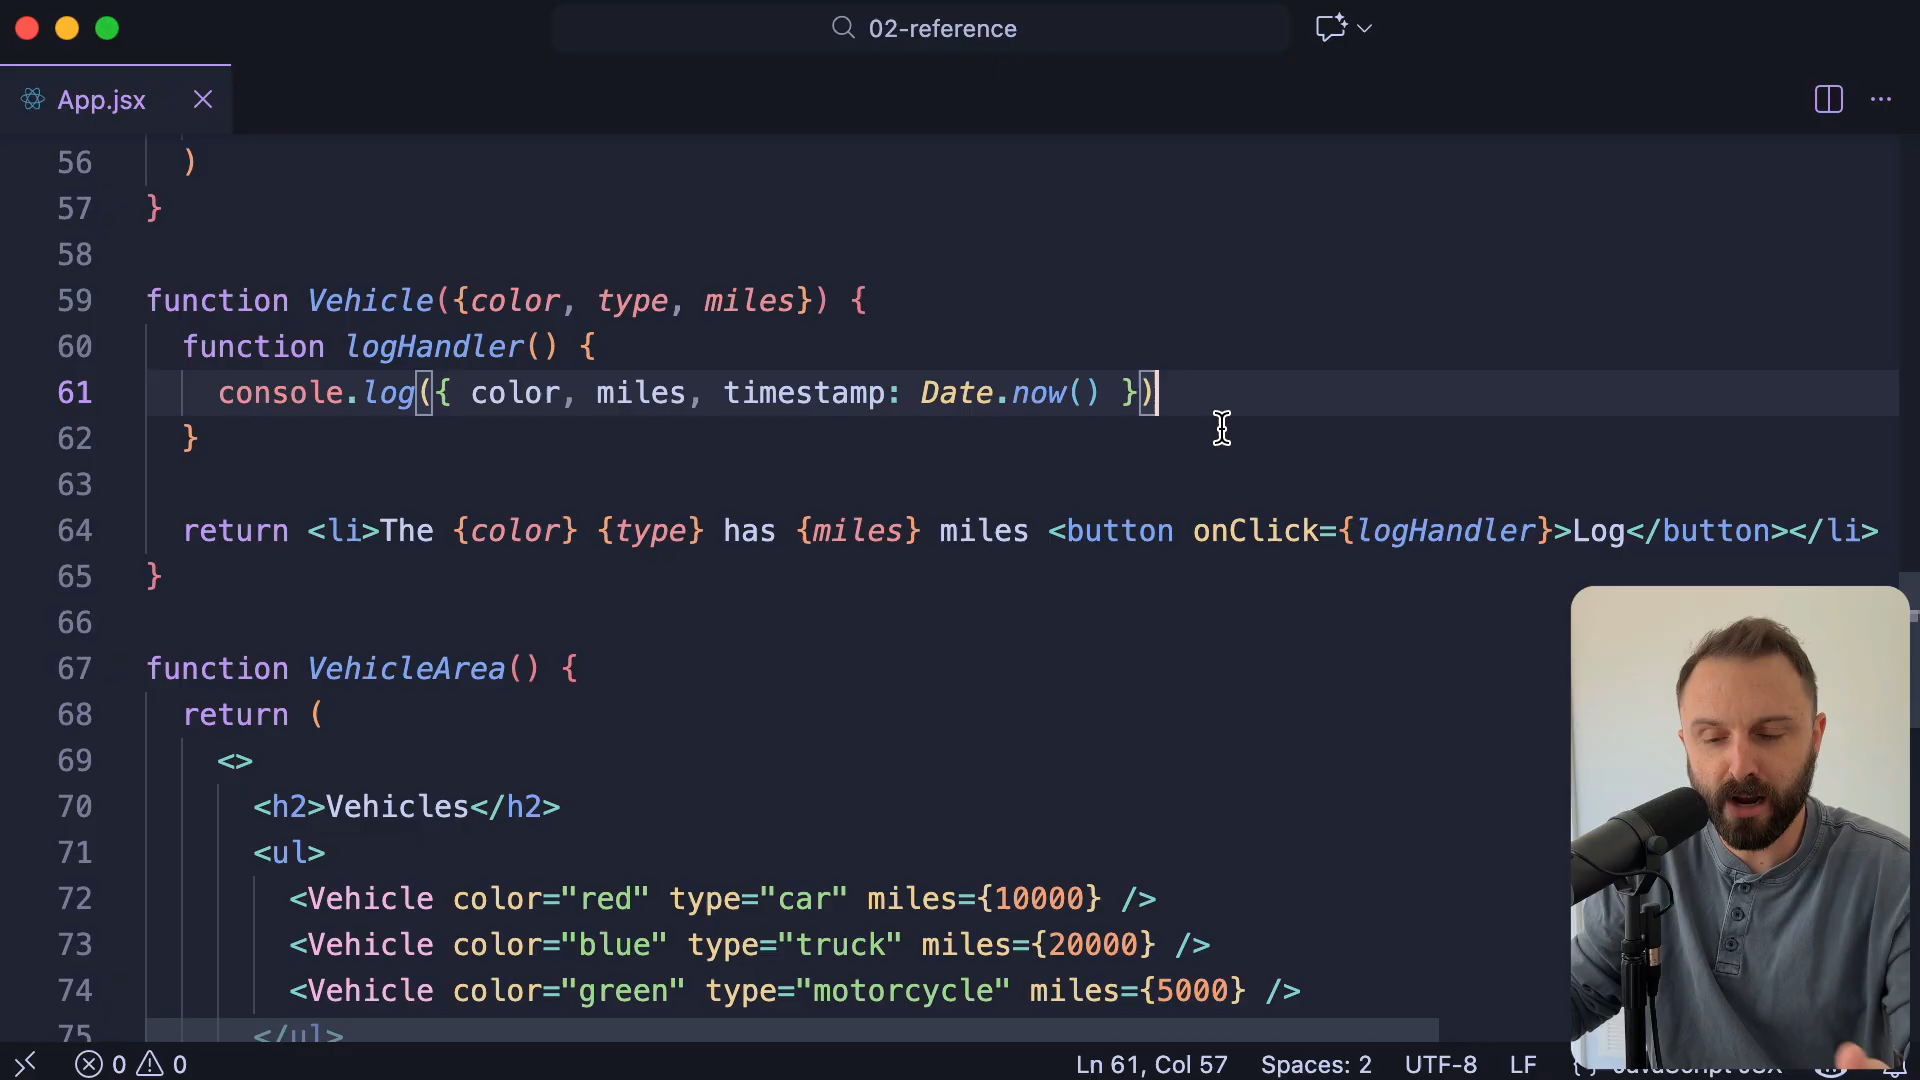 02-reference
App.jsx
56 )
57 }
58
59 function Vehicle({color, type, miles}) {
60 function logHandler() {
61 console.log({ color, miles, timestamp: Date.now() })
62 }
63
64 return <li>The {color} {type} has {miles} miles <button onClick={logHandler}>Log</button></li>
65 }
66
67 function VehicleArea() {
68 return (
69 <>
70 <h2>Vehicles</h2>
71 <ul>
72 <Vehicle color="red" type="car" miles={10000} />
73 <Vehicle color="blue" type="truck" miles={20000} />
74 <Vehicle color="green" type="motorcycle" miles={5000} />
75 </ul>
0 0 Ln 61, Col 57 Spaces: 2 UTF-8 LF { } JavaScript JSX